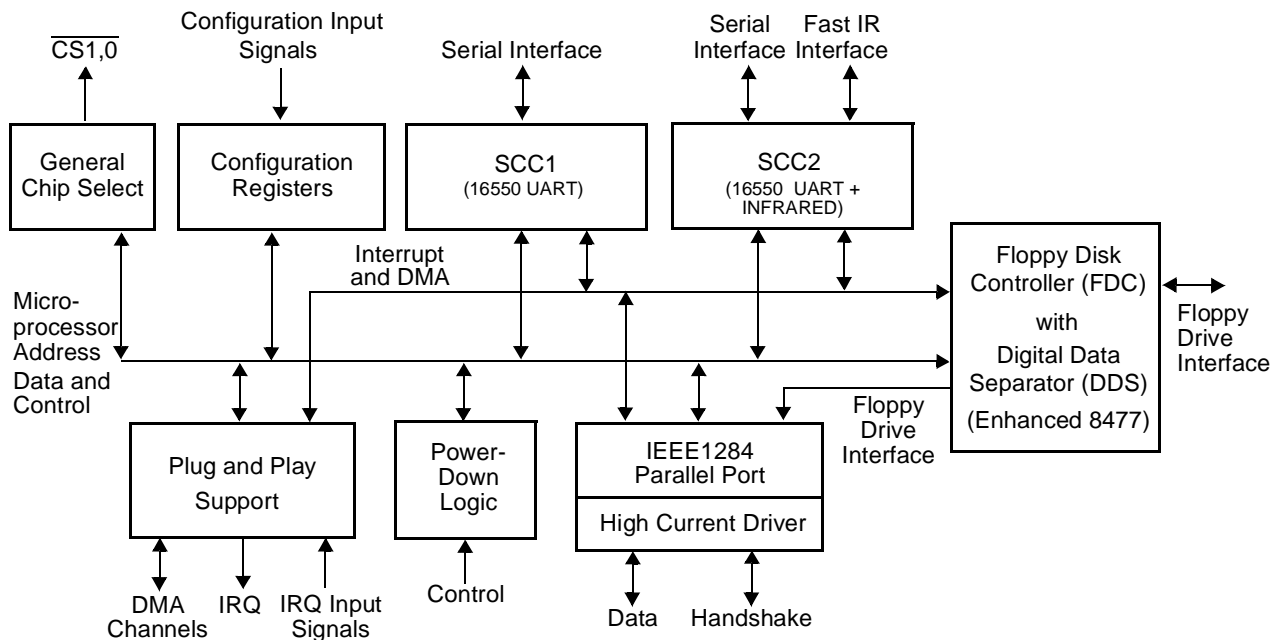 CS1,0
Configuration Input
Signals
Serial Interface
Serial
Interface
Fast IR
Interface
General
Chip Select
Configuration
Registers
SCC1
(16550 UART)
SCC2
(16550 UART +
INFRARED)
Interrupt
and DMA
Micro-
processor
Address
Data and
Control
Floppy Disk
Controller (FDC)
with
Digital Data
Separator (DDS)
(Enhanced 8477)
Floppy
Drive
Interface
Floppy
Drive
Interface
Plug and Play
Support
Power-
Down
Logic
IEEE1284
Parallel Port
High Current Driver
DMA
Channels
IRQ
IRQ Input
Signals
Control
Data
Handshake